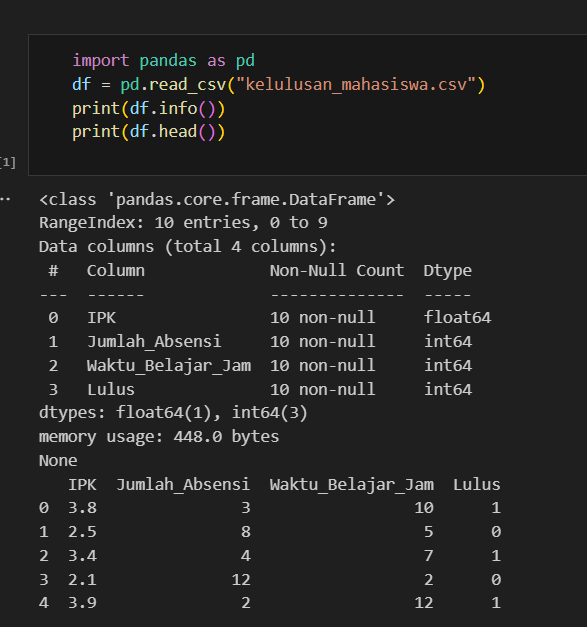 import pandas as pd
df = pd.read_csv("kelulusan_mahasiswa.csv")
print(df.info())
print(df.head())
[1]
<class 'pandas.core.frame.DataFrame'>
RangeIndex: 10 entries, 0 to 9
Data columns (total 4 columns):
 #   Column             Non-Null Count  Dtype
---  ------             --------------  -----
 0   IPK                10 non-null     float64
 1   Jumlah_Absensi     10 non-null     int64
 2   Waktu_Belajar_Jam  10 non-null     int64
 3   Lulus              10 non-null     int64
dtypes: float64(1), int64(3)
memory usage: 448.0 bytes
None
   IPK  Jumlah_Absensi  Waktu_Belajar_Jam  Lulus
0  3.8               3                 10      1
1  2.5               8                  5      0
2  3.4               4                  7      1
3  2.1              12                  2      0
4  3.9               2                 12      1